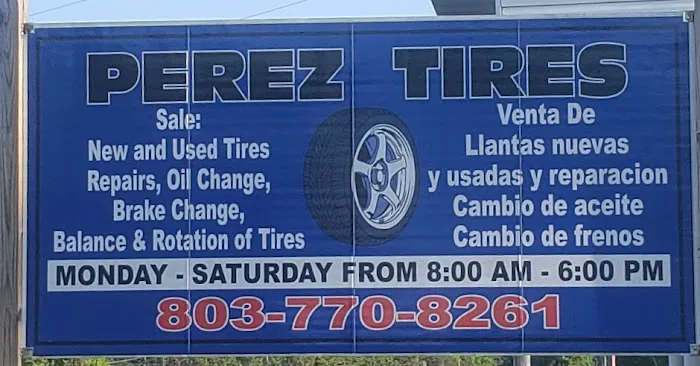 PEREZ TIRES
Sale:
New and Used Tires
Repairs, Oil Change,
Brake Change,
Balance & Rotation of Tires
Venta De
Llantas nuevas
y usadas y reparacion
Cambio de aceite
Cambio de frenos
MONDAY - SATURDAY FROM 8:00 AM - 6:00 PM
803-770-8261